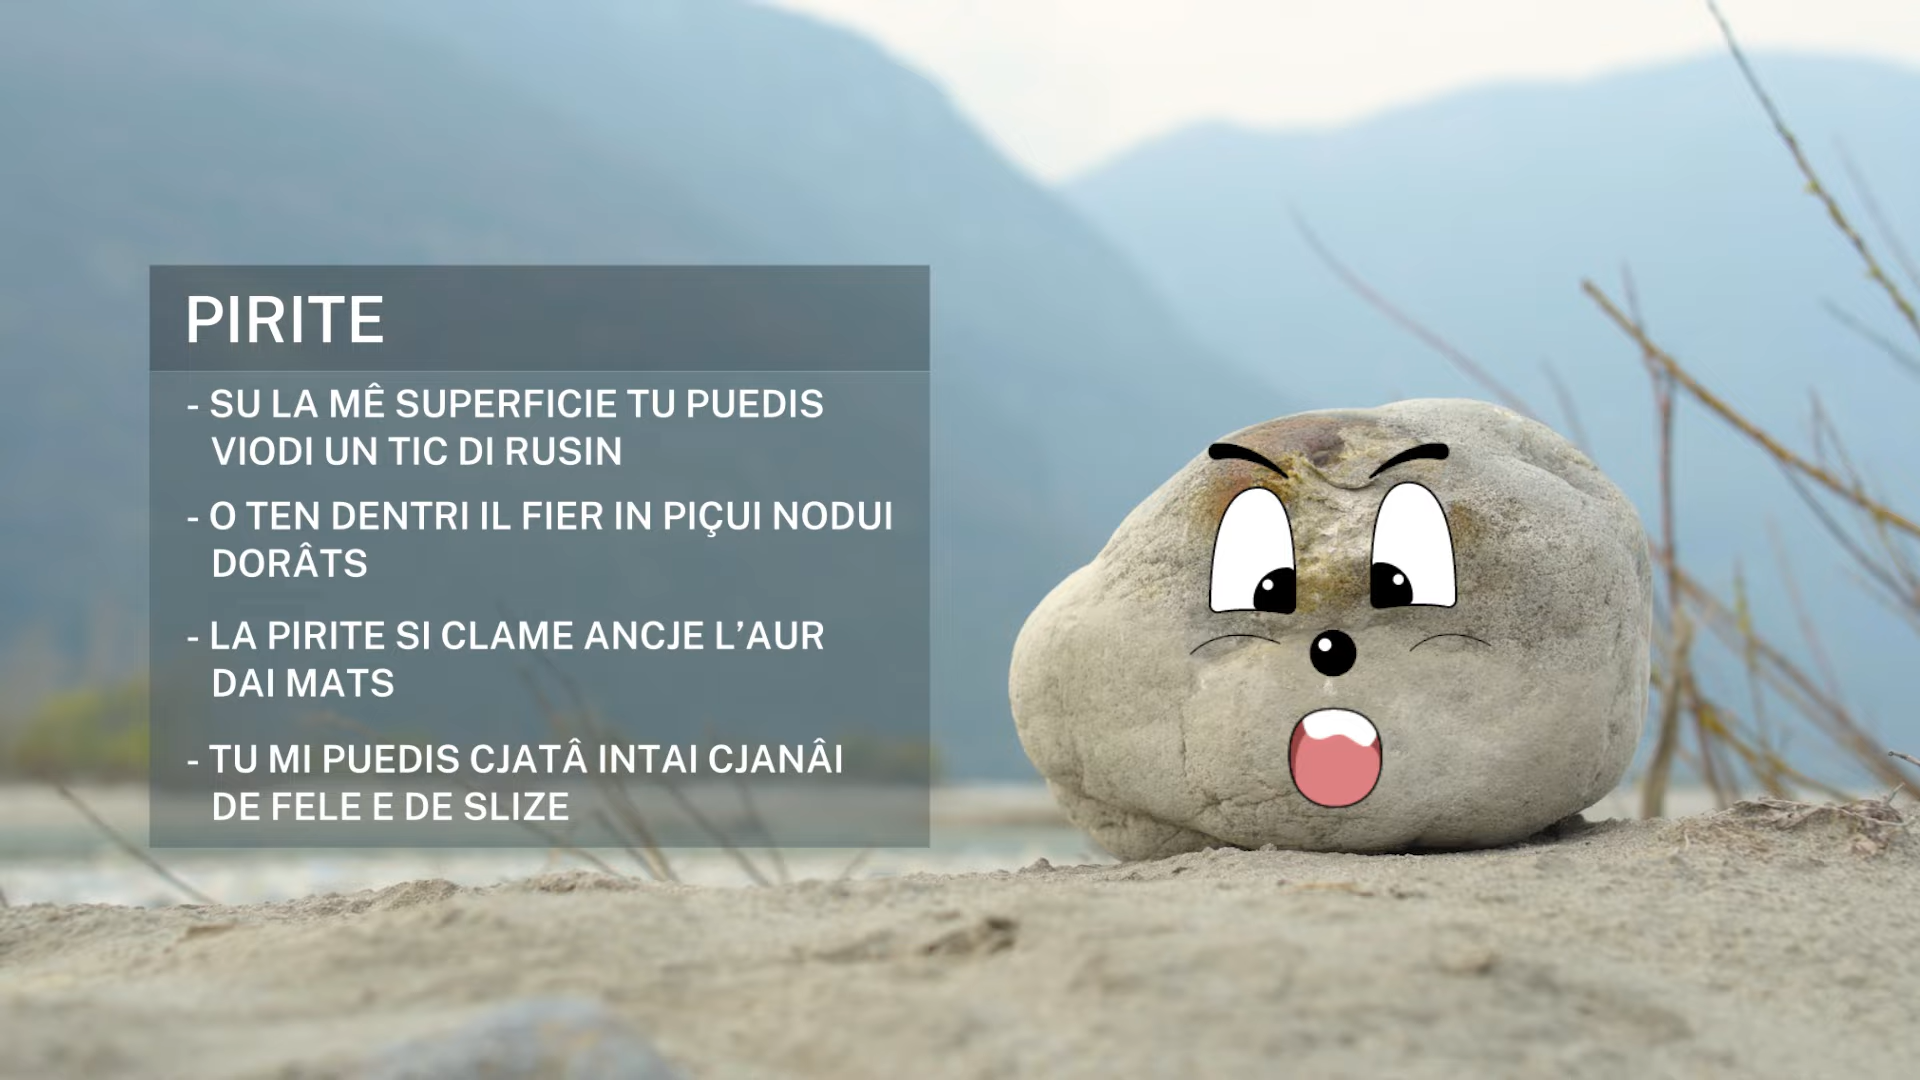 PIRITE
- SU LA MÊ SUPERFICIE TU PUEDIS
VIODI UN TIC DI RUSIN
- O TEN DENTRI IL FIER IN PIÇUI NODUI
DORÂTS
- LA PIRITE SI CLAME ANCJE L’AUR
DAI MATS
- TU MI PUEDIS CJATÂ INTAI CJANÂI
DE FELE E DE SLIZE